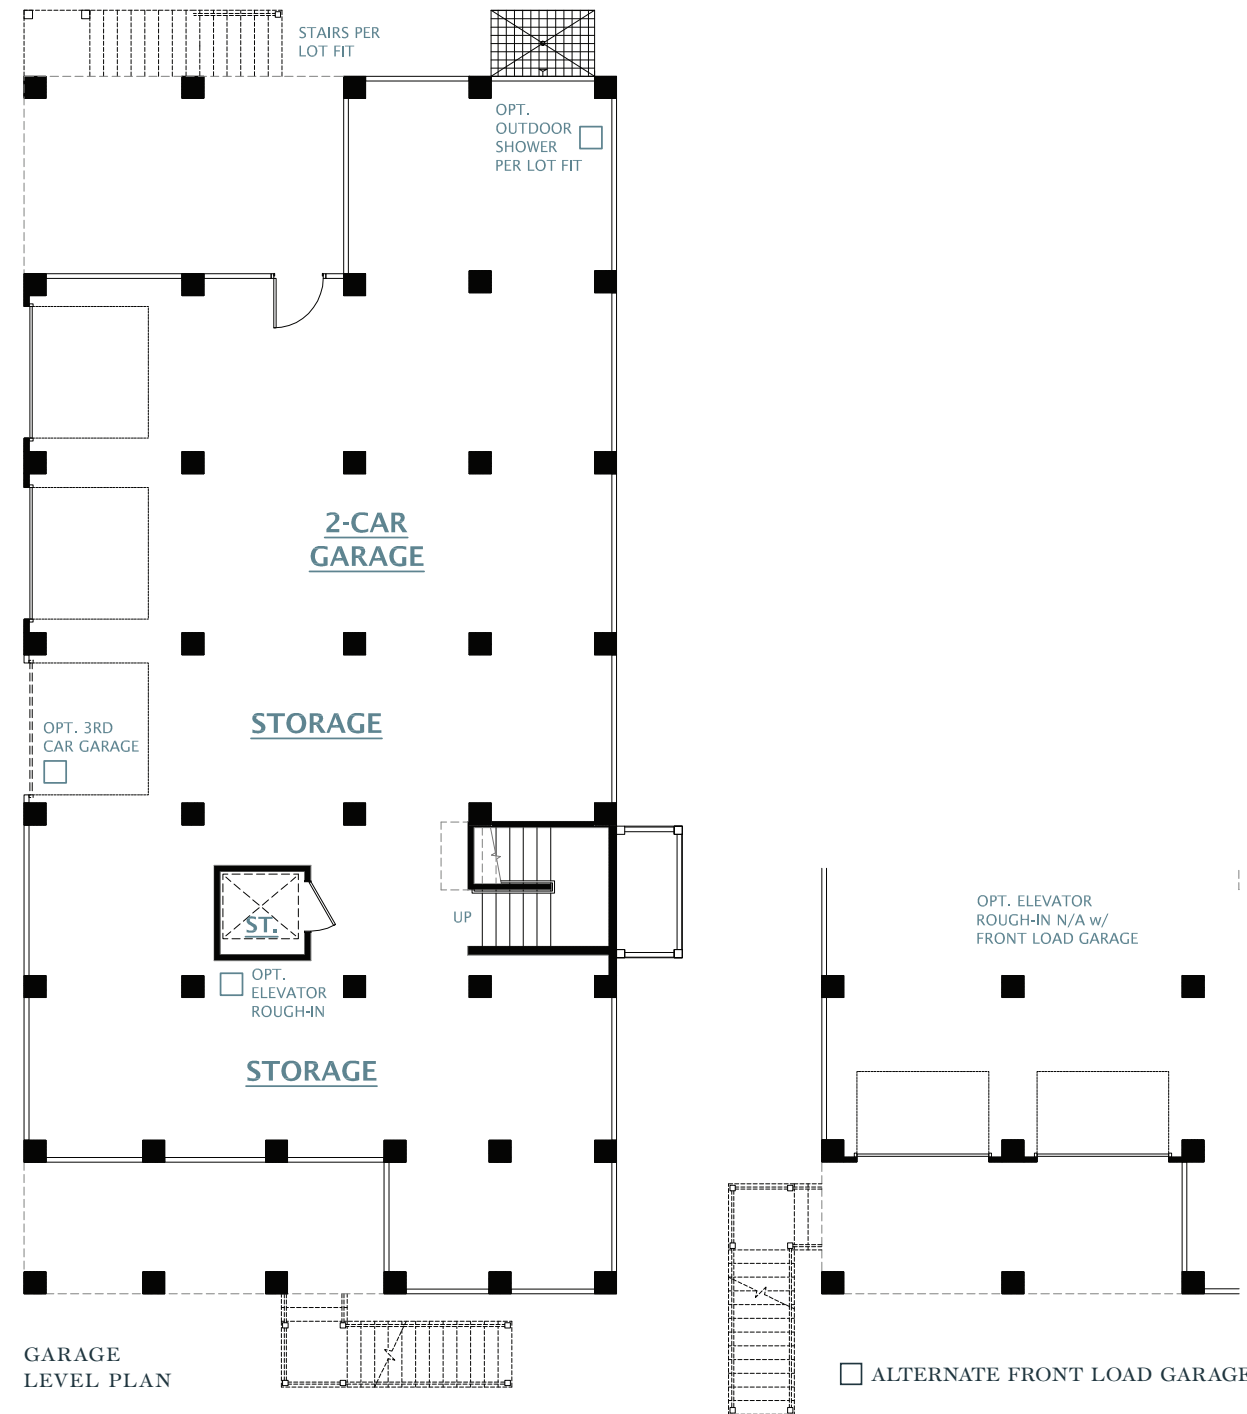 STAIRS PER
LOT FIT
OPT.
OUTDOOR
SHOWER
PER LOT FIT
2-CAR
GARAGE
STORAGE
OPT. 3RD
CAR GARAGE
ST.
UP
OPT.
ELEVATOR
ROUGH-IN
STORAGE
GARAGE
LEVEL PLAN
OPT. ELEVATOR
ROUGH-IN N/A w/
FRONT LOAD GARAGE
ALTERNATE FRONT LOAD GARAGE